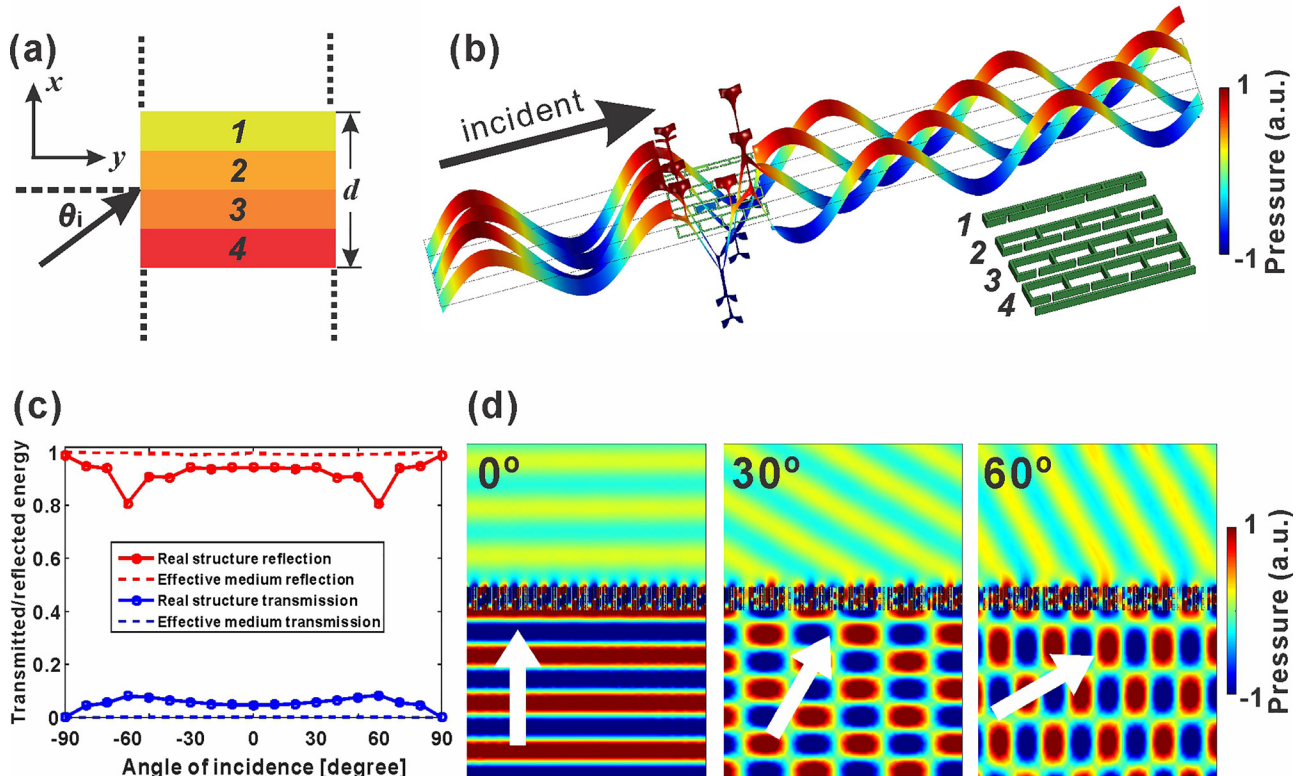 (a)
x
y
θi
1
2
3
4
d
(b)
incident
1
2
3
4
1
-1
Pressure (a.u.)
(c)
Transmitted/reflected energy
1
0.8
0.6
0.4
0.2
0
Real structure reflection
Effective medium reflection
Real structure transmission
Effective medium transmission
-90 -60 -30 0 30 60 90
Angle of incidence [degree]
(d)
0º
30º
60º
1
-1
Pressure (a.u.)